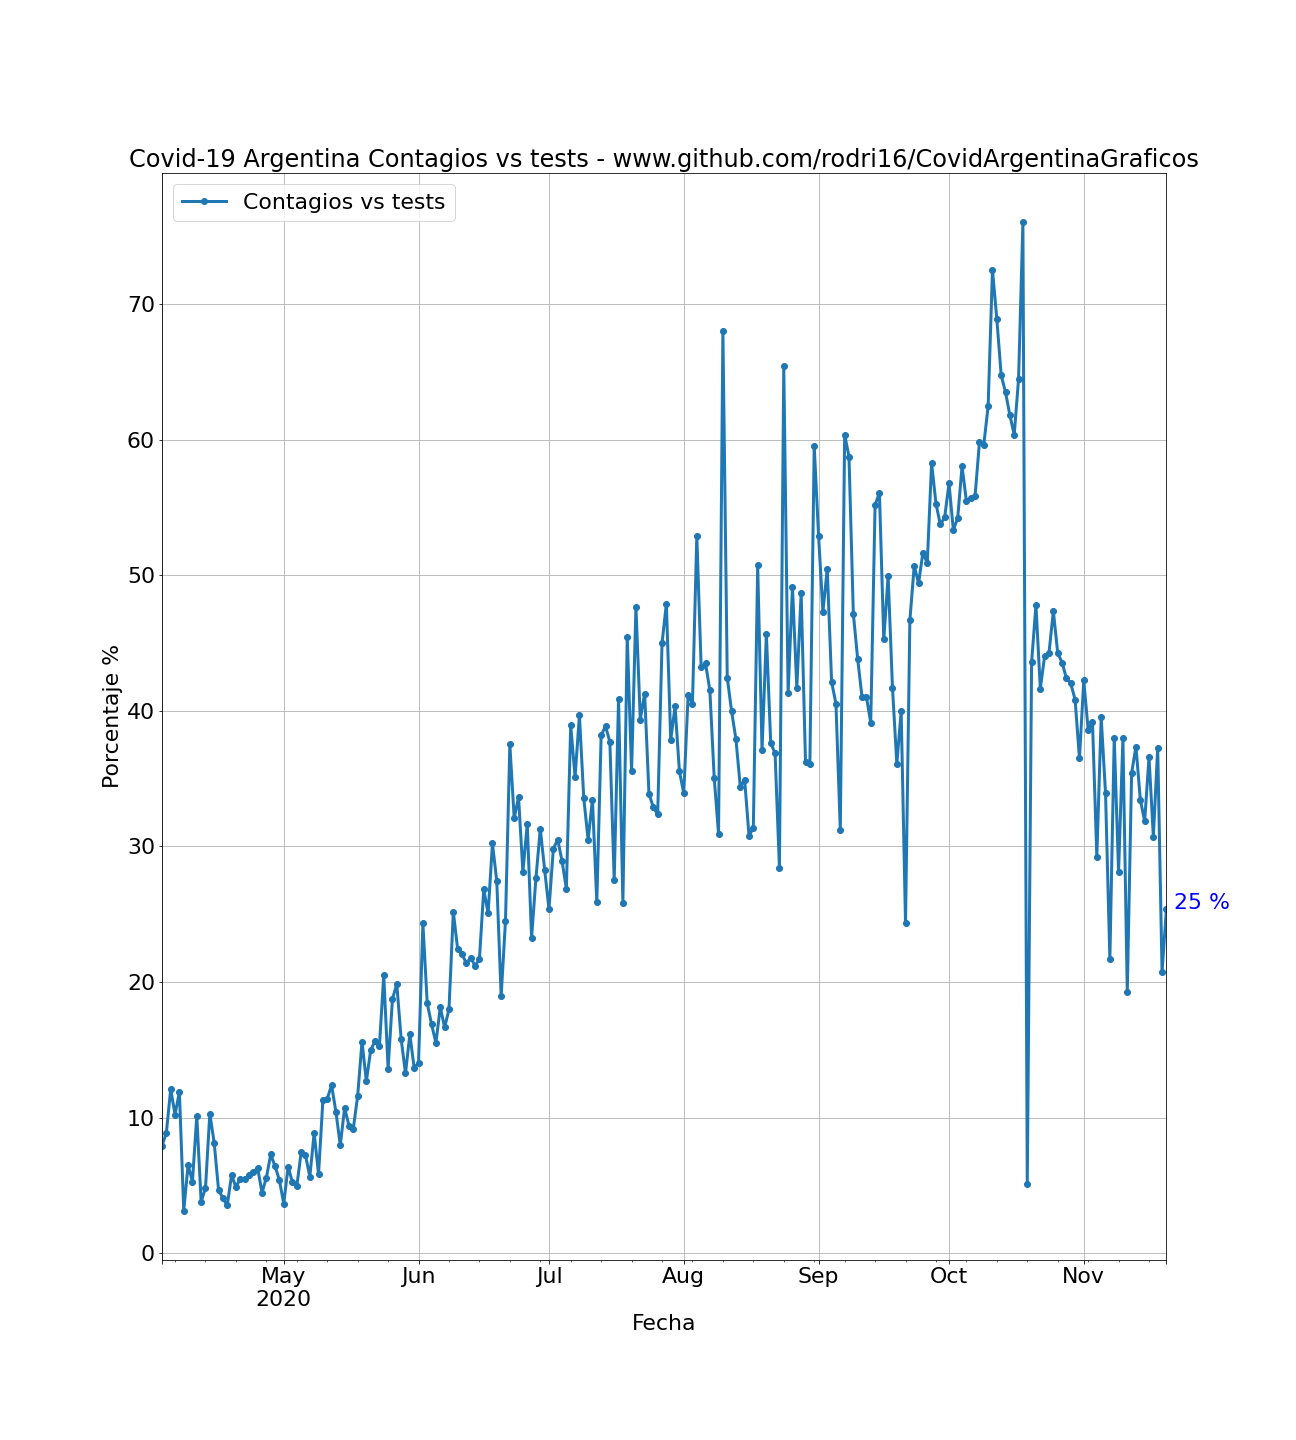 Covid-19 Argentina Contagios vs tests - www.github.com/rodri16/CovidArgentinaGraficos
Contagios vs tests
70
60
50
40
30
20
10
0
Porcentaje %
25 %
May Jun Jul Aug Sep Oct Nov
2020
Fecha